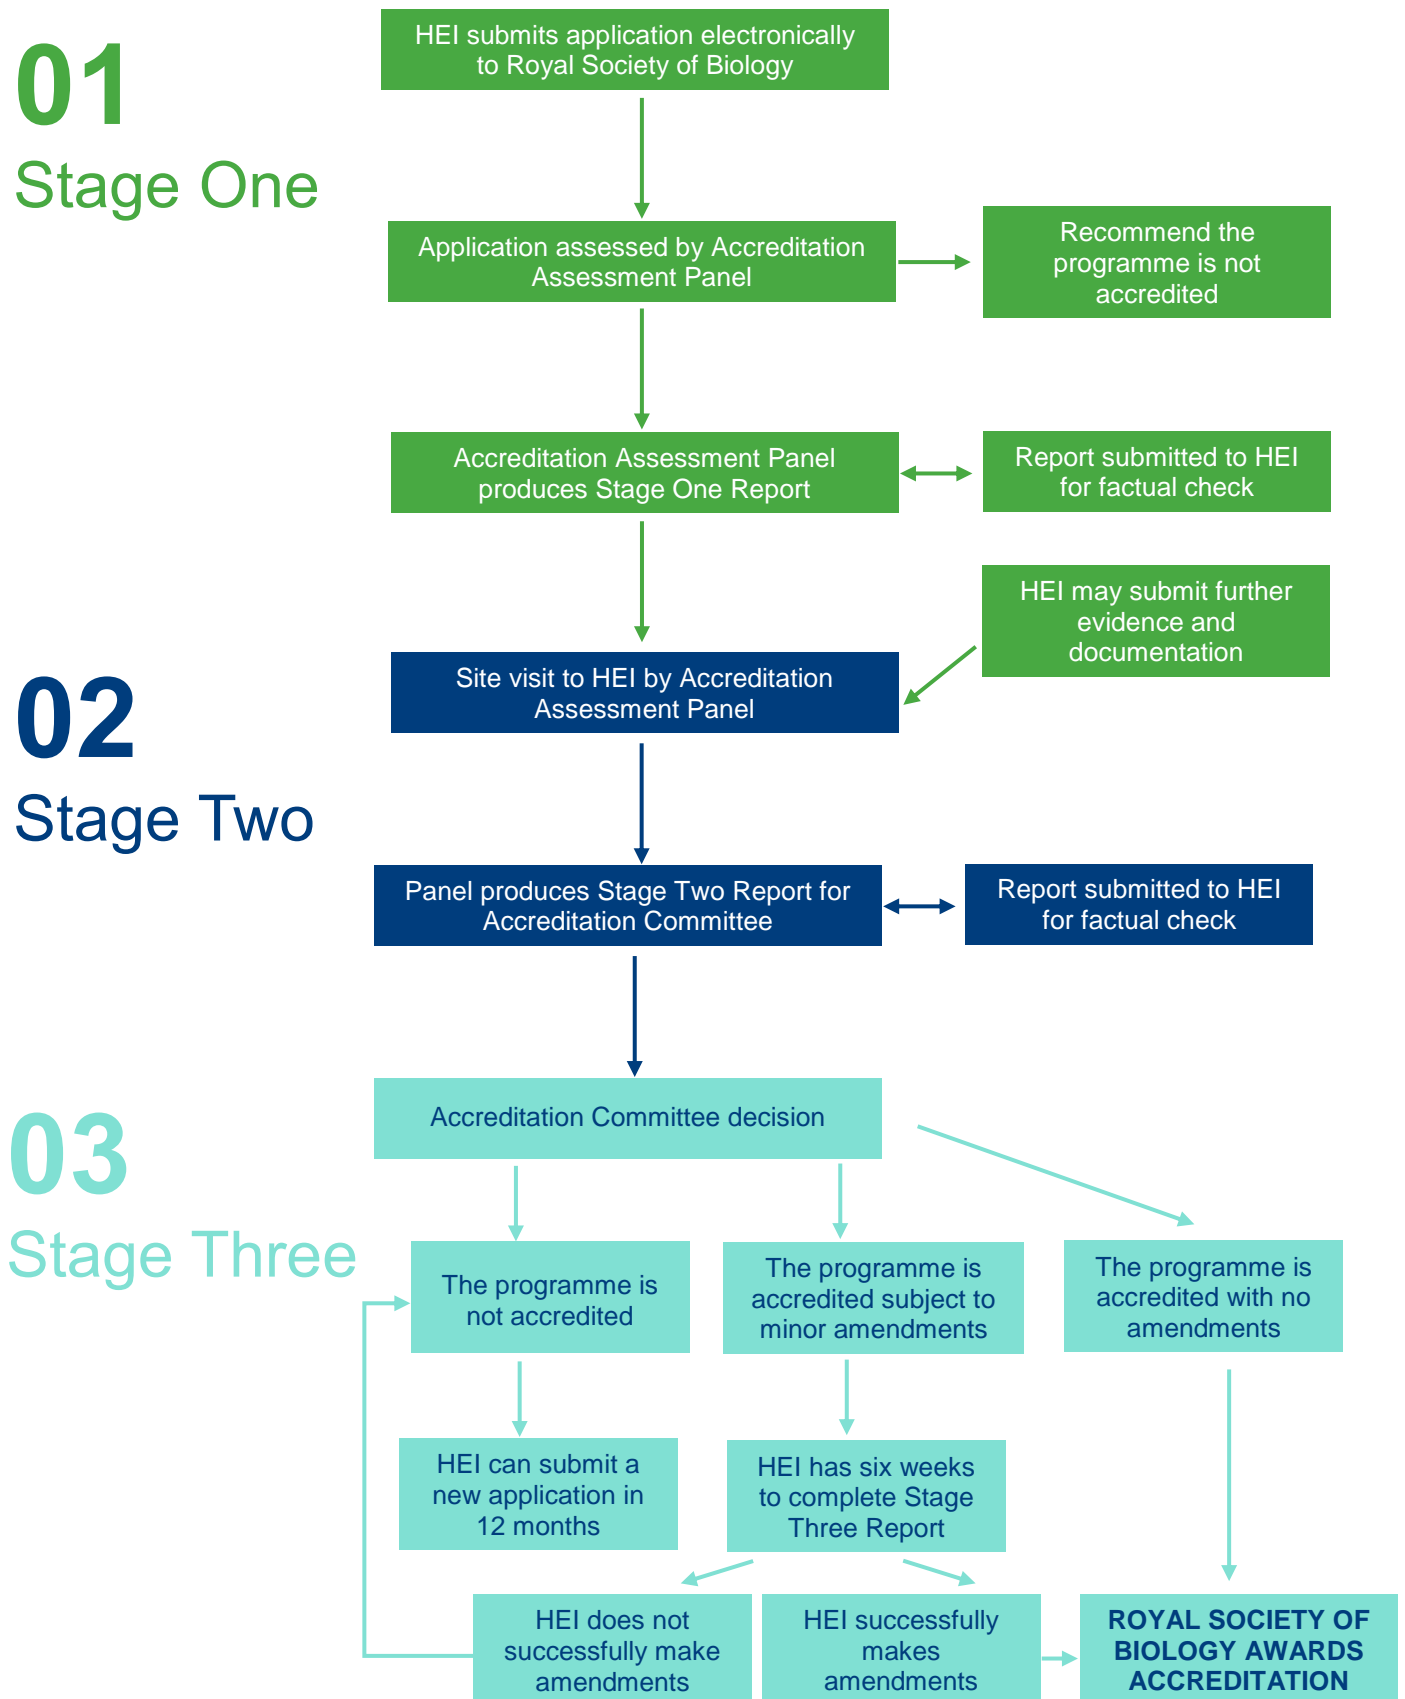 01
Stage One
HEI submits application electronically
to Royal Society of Biology
Application assessed by Accreditation
Assessment Panel
Recommend the
programme is not
accredited
Accreditation Assessment Panel
produces Stage One Report
Report submitted to HEI
for factual check
HEI may submit further
evidence and
documentation
02
Stage Two
Site visit to HEI by Accreditation
Assessment Panel
Panel produces Stage Two Report for
Accreditation Committee
Report submitted to HEI
for factual check
03
Stage Three
Accreditation Committee decision
The programme is
not accredited
The programme is
accredited subject to
minor amendments
The programme is
accredited with no
amendments
HEI can submit a
new application in
12 months
HEI has six weeks
to complete Stage
Three Report
HEI does not
successfully make
amendments
HEI successfully
makes
amendments
ROYAL SOCIETY OF
BIOLOGY AWARDS
ACCREDITATION